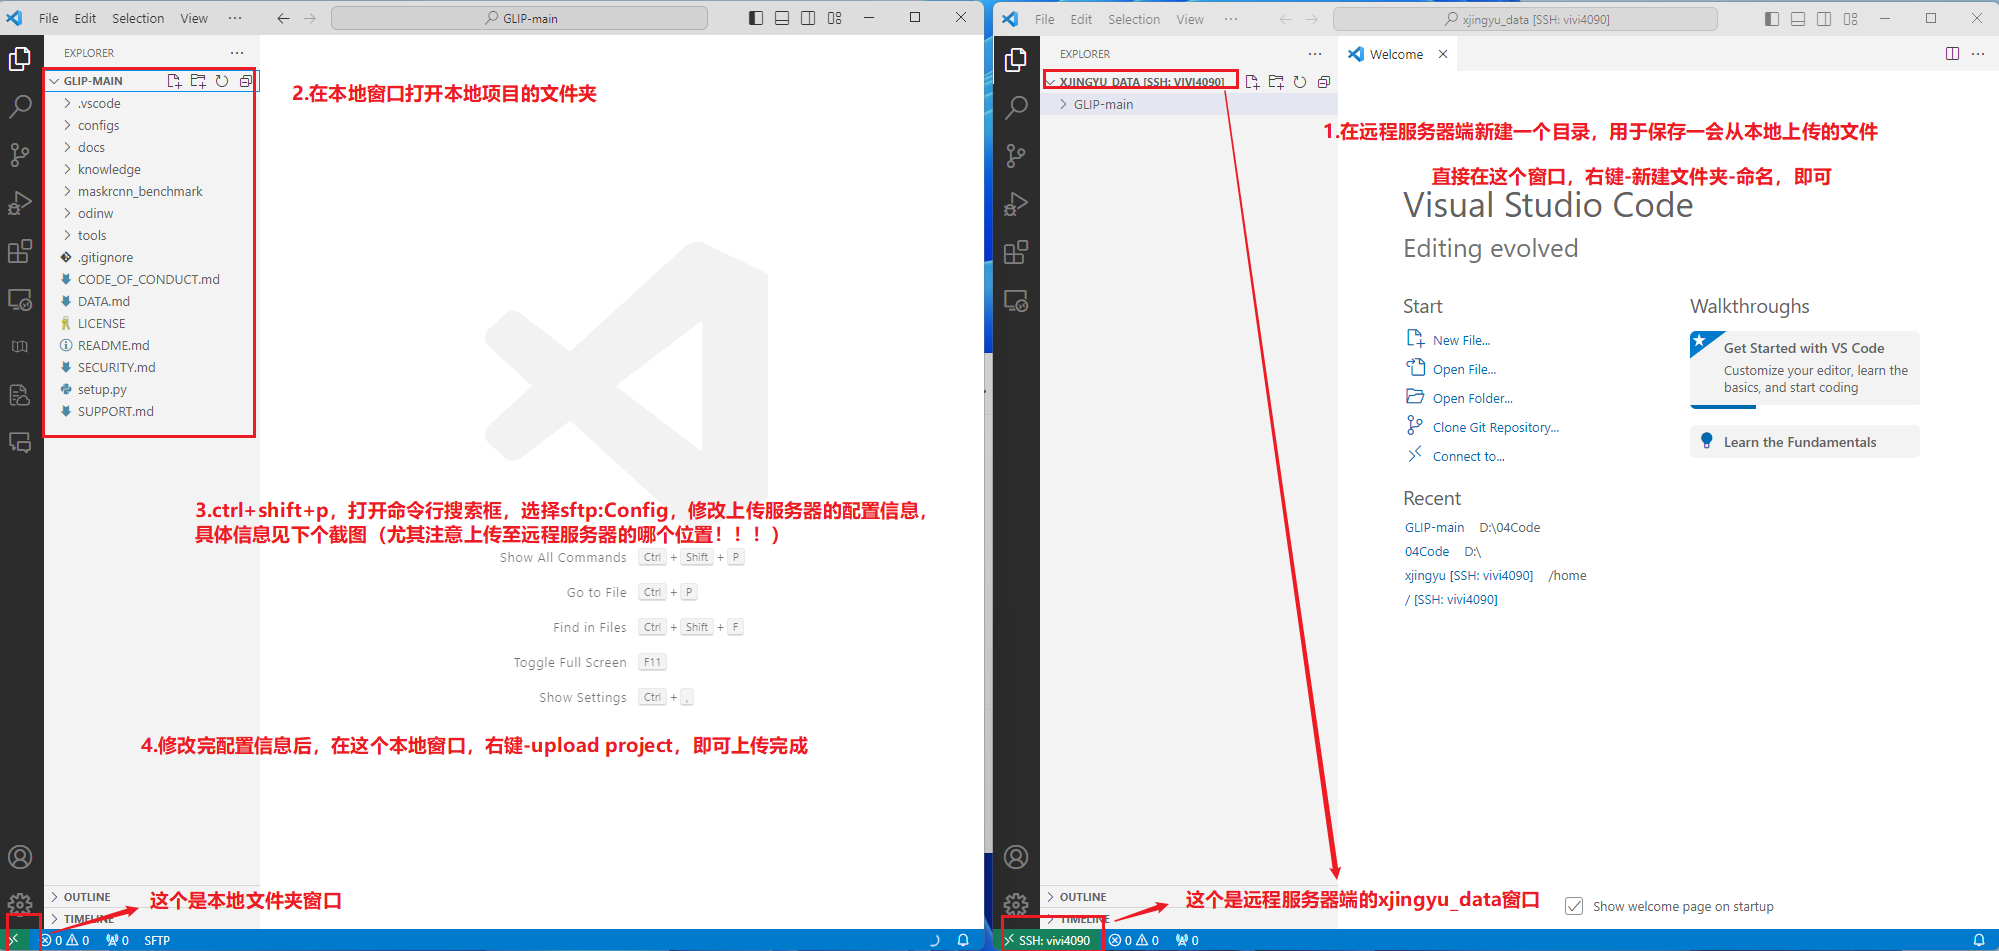 File Edit Selection View ··· GLIP-main
EXPLORER
GLIP-MAIN
.vscode
configs
docs
knowledge
maskrcnn_benchmark
odinw
tools
.gitignore
CODE_OF_CONDUCT.md
DATA.md
LICENSE
README.md
SECURITY.md
setup.py
SUPPORT.md
2.在本地窗口打开本地项目的文件夹
3.ctrl+shift+p，打开命令行搜索框，选择sftp:Config，修改上传服务器的配置信息，
具体信息见下个截图（尤其注意上传至远程服务器的哪个位置！！！）
Show All Commands Ctrl + Shift + P
Go to File Ctrl + P
Find in Files Ctrl + Shift + F
Toggle Full Screen F11
Show Settings Ctrl + ,
4.修改完配置信息后，在这个本地窗口，右键-upload project，即可上传完成
OUTLINE
这个是本地文件夹窗口
TIMELINE
0 0 0 SFTP
File Edit Selection View ··· xjingyu_data [SSH: vivi4090]
EXPLORER
Welcome
XJINGYU_DATA [SSH: VIVI4090]
GLIP-main
1.在远程服务器端新建一个目录，用于保存一会从本地上传的文件
直接在这个窗口，右键-新建文件夹-命名，即可
Visual Studio Code
Editing evolved
Start
New File...
Open File...
Open Folder...
Clone Git Repository...
Connect to...
Recent
GLIP-main D:\04Code
04Code D:\
xjingyu [SSH: vivi4090] /home
/ [SSH: vivi4090]
Walkthroughs
Get Started with VS Code
Customize your editor, learn the
basics, and start coding
Learn the Fundamentals
OUTLINE
这个是远程服务器端的xjingyu_data窗口
Show welcome page on startup
TIMELINE
SSH: vivi4090 0 0 0